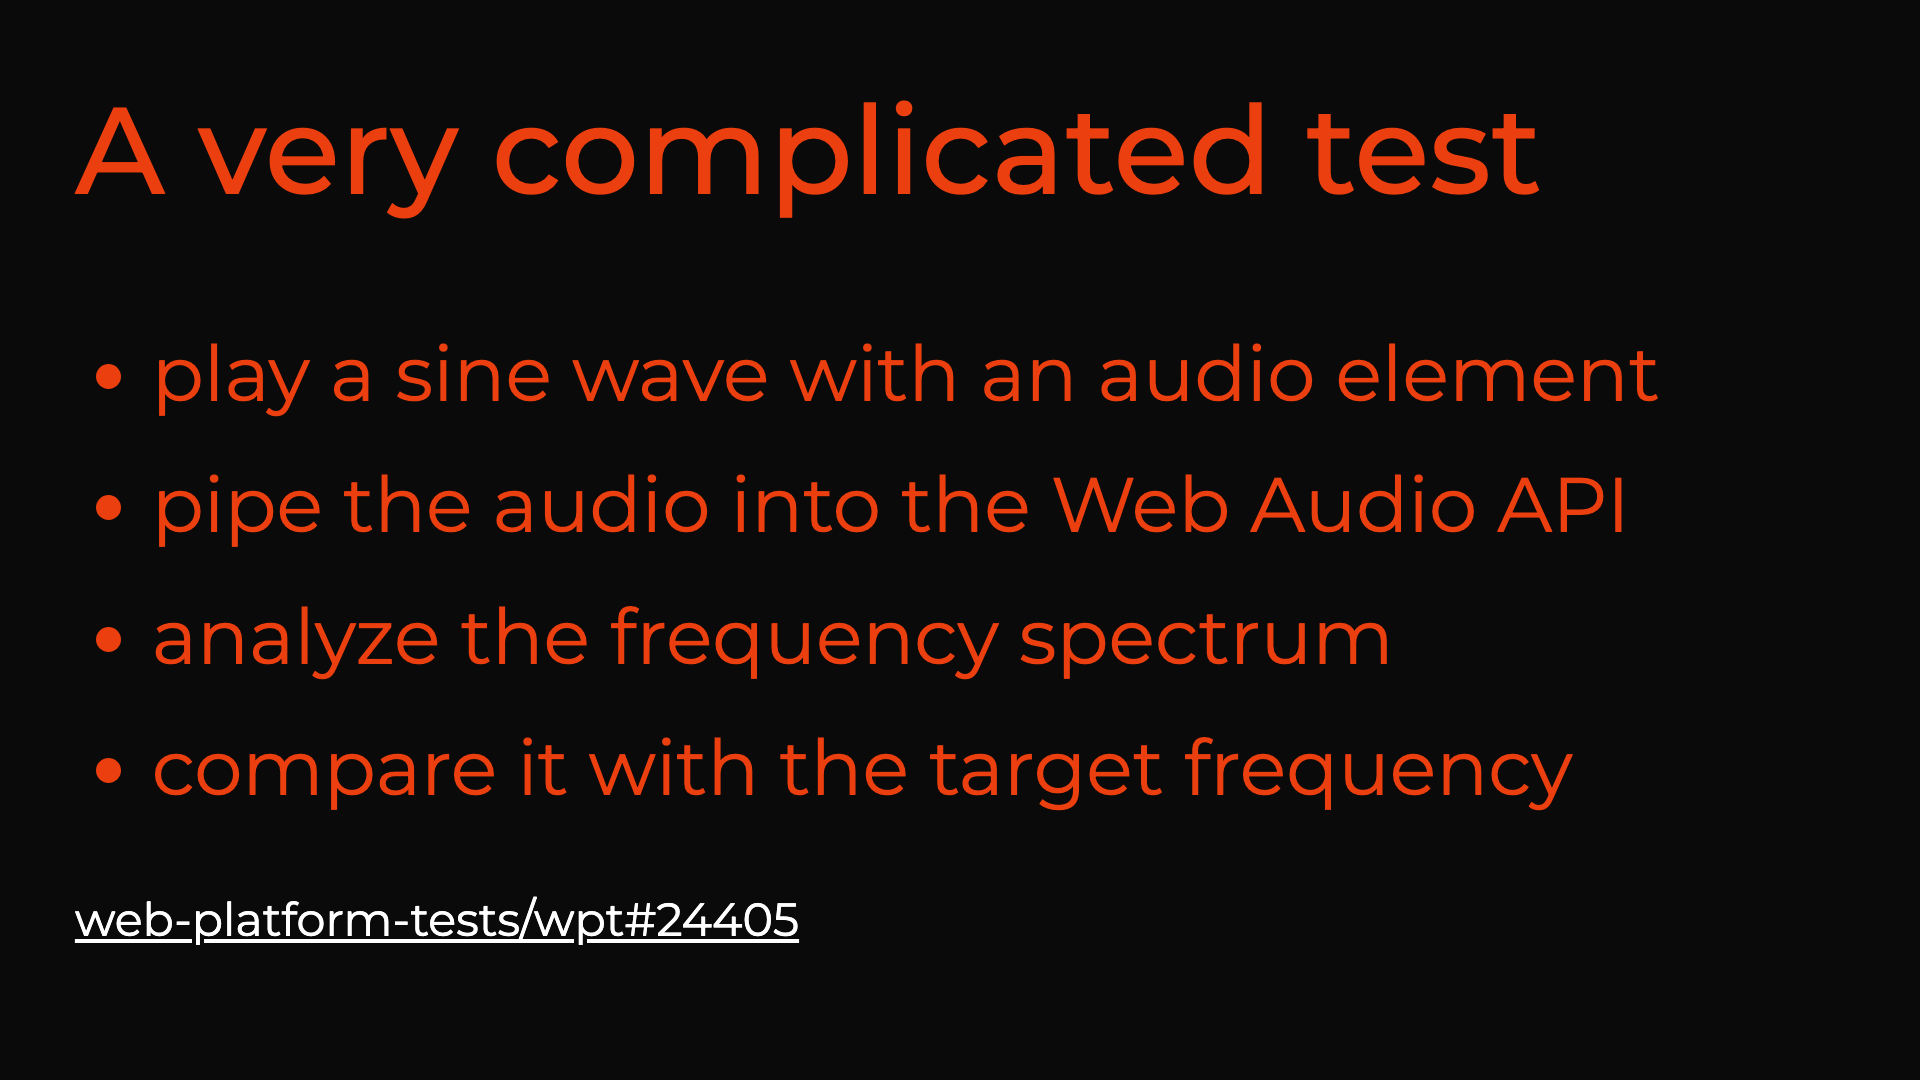 A very complicated test
• play a sine wave with an audio element
• pipe the audio into the Web Audio API
• analyze the frequency spectrum
• compare it with the target frequency
web-platform-tests/wpt#24405